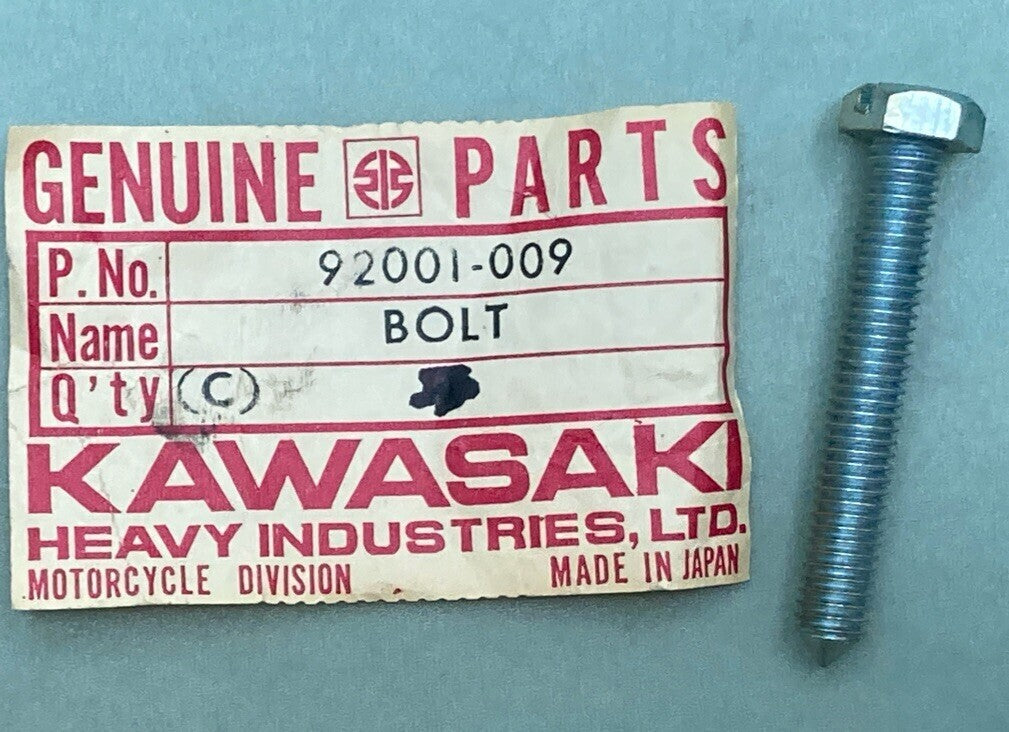 GENUINE PARTS
P. No. 92001-009
Name BOLT
Q'ty (C)
KAWASAKI
HEAVY INDUSTRIES, LTD.
MOTORCYCLE DIVISION MADE IN JAPAN